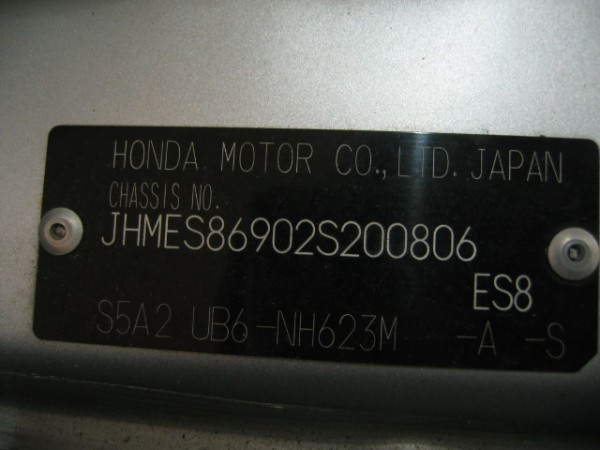 HONDA MOTOR CO., LTD. JAPAN
CHASSIS NO.
JHMES86902S200806
ES8
S5A2 UB6-NH623M -A -S